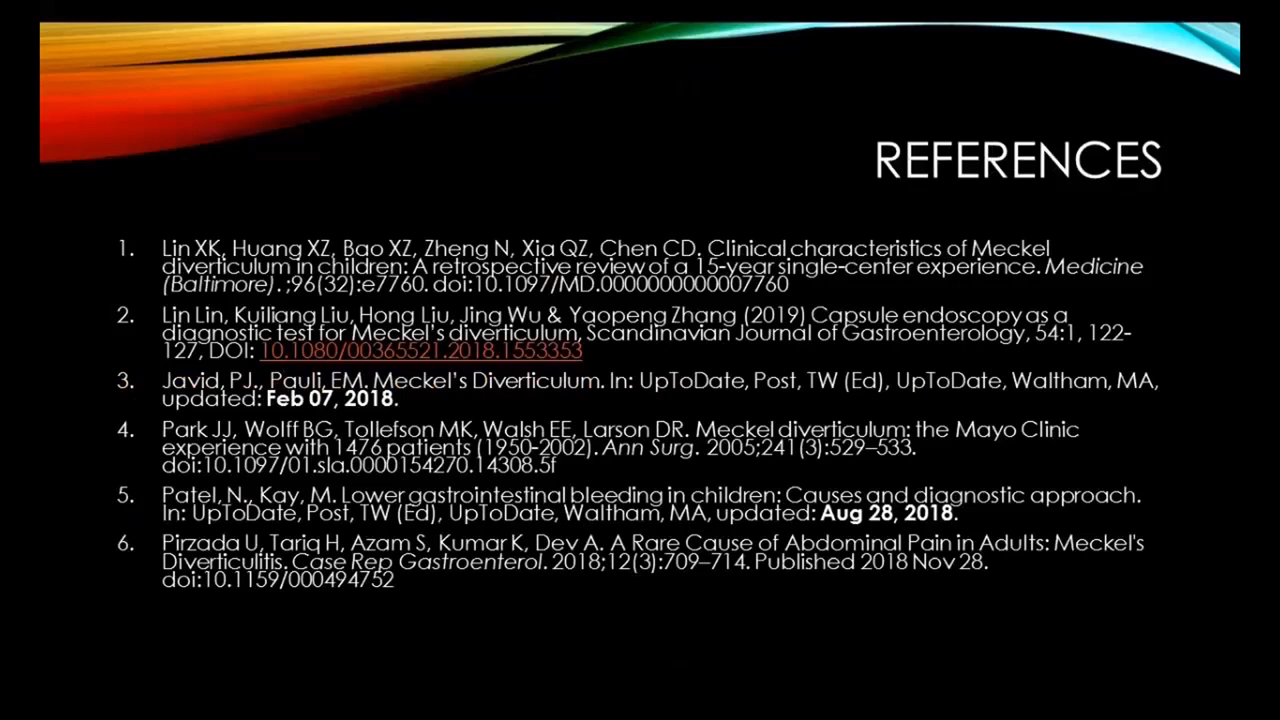 REFERENCES
1. Lin XK, Huang XZ, Bao XZ, Zheng N, Xia QZ, Chen CD. Clinical characteristics of Meckel
diverticulum in children: A retrospective review of a 15-year single-center experience. Medicine
(Baltimore) . ;96(32):e7760. doi:10.1097/MD.0000000000007760
2. Lin Lin, Kuiliang Liu, Hong Liu, Jing Wu & Yaopeng Zhang (2019) Capsule endoscopy as a
diagnostic test for Meckel's diverticulum, Scandinavian Journal of Gastroenterology, 54:1, 122-
127, DOI: 10.1080/00365521.2018.1553353
3. Javid, PJ., Pauli, EM. Meckel's Diverticulum. In: UpToDate, Post, TW (Ed), UpToDate, Waltham, MA,
updated: Feb 07, 2018.
4. Park JJ, Wolff BG, Tollefson MK, Walsh EE, Larson DR. Meckel diverticulum: the Mayo Clinic
experience with 1476 patients (1950-2002). Ann Surg. 2005;241(3):529–533.
doi:10.1097/01.sla.0000154270.14308.5f
5. Patel, N., Kay, M. Lower gastrointestinal bleeding in children: Causes and diagnostic approach.
In: UpToDate, Post, TW (Ed), UpToDate, Waltham, MA, updated: Aug 28, 2018.
6. Pirzada U, Tariq H, Azam S, Kumar K, Dev A. A Rare Cause of Abdominal Pain in Adults: Meckel's
Diverticulitis. Case Rep Gastroenterol. 2018;12(3):709–714. Published 2018 Nov 28.
doi:10.1159/000494752